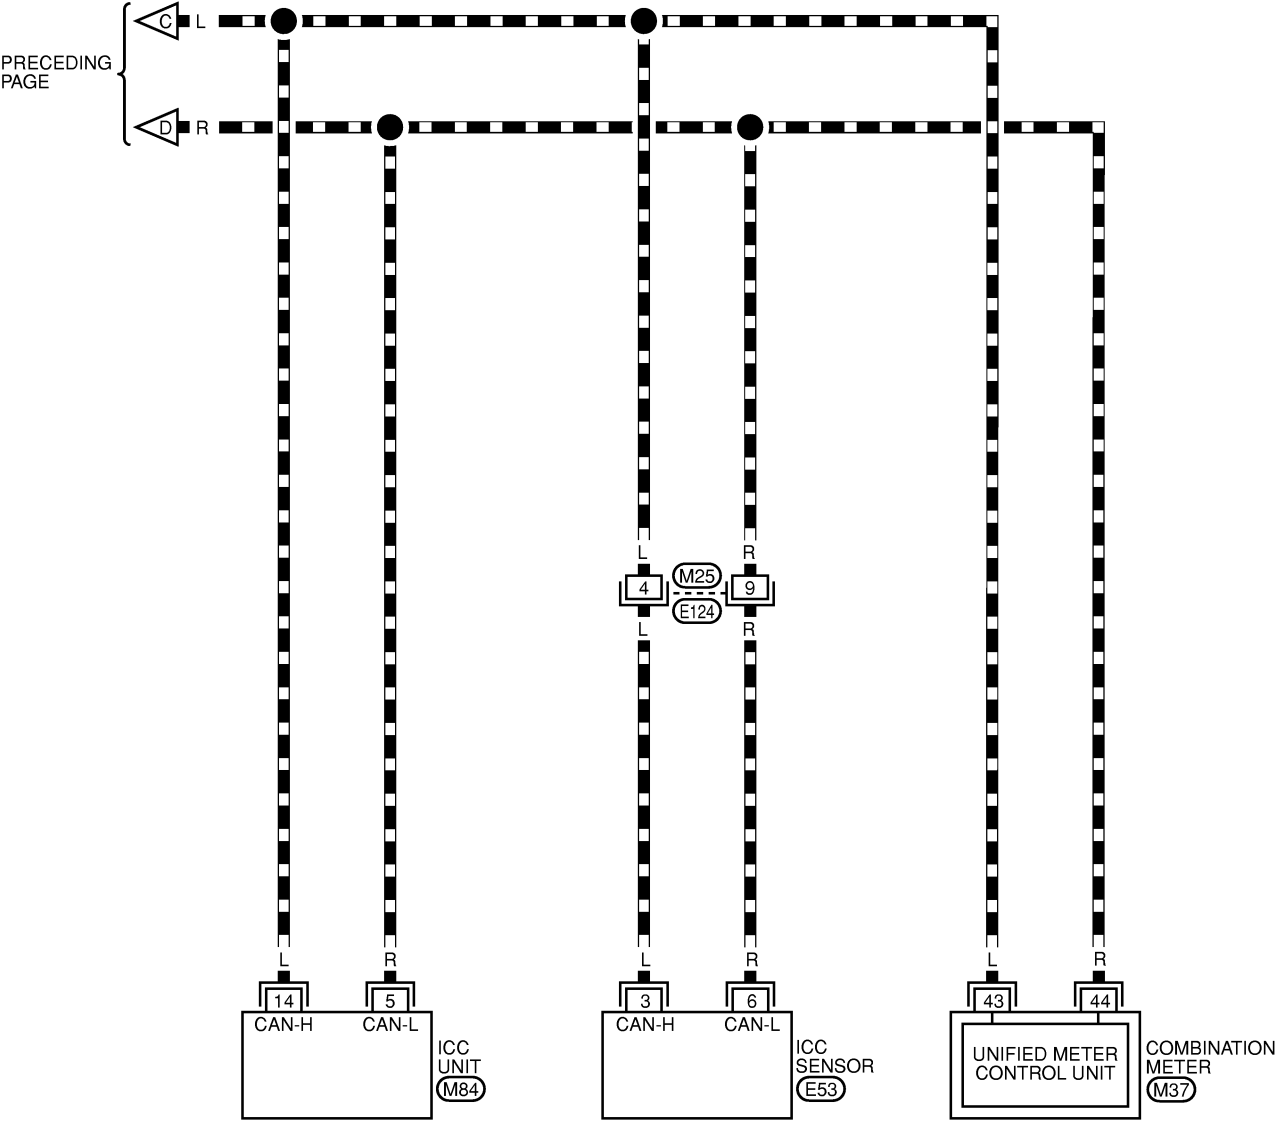 C L
PRECEDING
PAGE
D R
L R
4 M25 9
E124
L R
L R L R L R
14 5 3 6 43 44
CAN-H CAN-L CAN-H CAN-L
ICC
UNIT
M84
ICC
SENSOR
E53
UNIFIED METER
CONTROL UNIT
COMBINATION
METER
M37